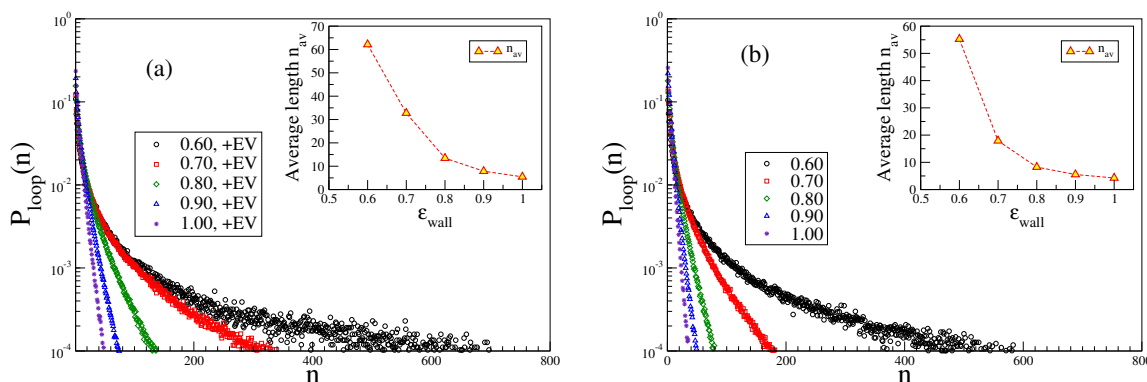 (a)
P_loop(n)
10^0
10^-1
10^-2
10^-3
10^-4
0 200 400 600 800
n
0.60, +EV
0.70, +EV
0.80, +EV
0.90, +EV
1.00, +EV
Average length n_av
70
60
50
40
30
20
10
0
0.5 0.6 0.7 0.8 0.9 1
ε_wall
n_av
(b)
P_loop(n)
10^0
10^-1
10^-2
10^-3
10^-4
0 200 400 600 800
n
0.60
0.70
0.80
0.90
1.00
Average length n_av
60
50
40
30
20
10
0
0.5 0.6 0.7 0.8 0.9 1
ε_wall
n_av